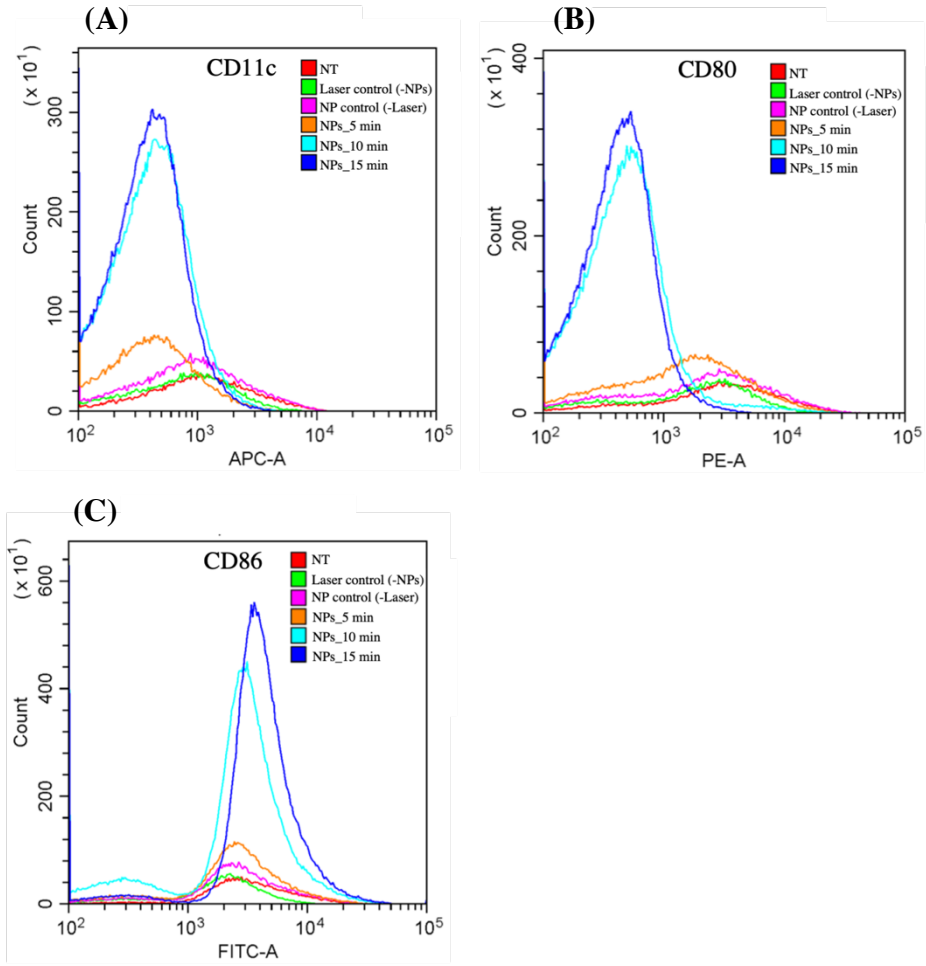 (A)
CD11c
NT
Laser control (-NPs)
NP control (-Laser)
NPs_5 min
NPs_10 min
NPs_15 min
(x 10¹)
Count
0
100
200
300
10²
10³
10⁴
10⁵
APC-A
(B)
CD80
NT
Laser control (-NPs)
NP control (-Laser)
NPs_5 min
NPs_10 min
NPs_15 min
(x 10¹)
Count
0
200
400
10²
10³
10⁴
10⁵
PE-A
(C)
CD86
NT
Laser control (-NPs)
NP control (-Laser)
NPs_5 min
NPs_10 min
NPs_15 min
(x 10¹)
Count
0
200
400
600
10²
10³
10⁴
10⁵
FITC-A